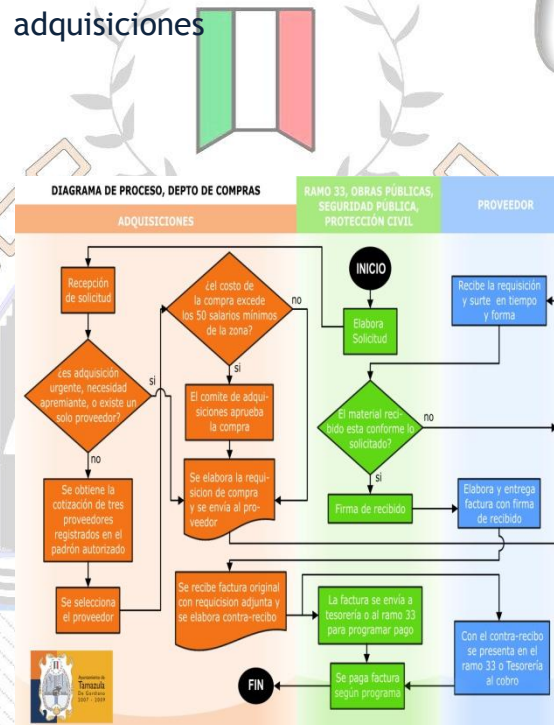 adquisiciones
DIAGRAMA DE PROCESO, DEPTO DE COMPRAS
ADQUISICIONES
RAMO 33, OBRAS PÚBLICAS,
SEGURIDAD PÚBLICA,
PROTECCIÓN CIVIL
PROVEEDOR
INICIO
Elabora
Solicitud
Recepción
de solicitud
¿es adquisición
urgente, necesidad
apremiante, o existe un
solo proveedor?
si
no
Se obtiene la
cotización de tres
proveedores
registrados en el
padrón autorizado
Se selecciona
el proveedor
¿el costo de
la compra excede
los 50 salarios mínimos
de la zona?
no
si
El comite de adqui-
siciones aprueba
la compra
Se elabora la requi-
sicion de compra
y se envía al pro-
veedor
Recibe la requisición
y surte en tiempo
y forma
El material reci-
bido esta conforme lo
solicitado?
no
si
Firma de recibido
Elabora y entrega
factura con firma
de recibido
Se recibe factura original
con requicision adjunta y
se elabora contra-recibo
La factura se envía a
tesorería o al ramo 33
para programar pago
Con el contra-recibo
se presenta en el
ramo 33 o Tesorería
al cobro
Se paga factura
según programa
FIN
Tamazula
De Gordiano
2007 - 2009